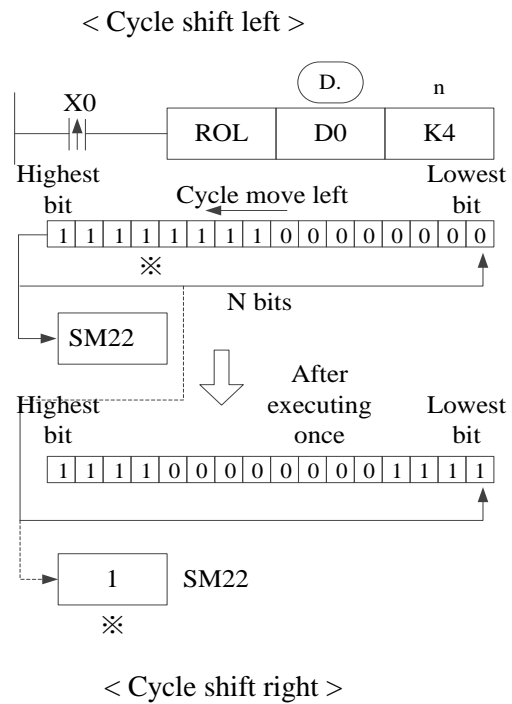 < Cycle shift left >
D.
n
X0
ROL D0 K4
Highest bit
Cycle move left
Lowest bit
1 1 1 1 1 1 1 1 0 0 0 0 0 0 0 0
※
N bits
SM22
Highest bit
After executing once
Lowest bit
1 1 1 1 0 0 0 0 0 0 0 0 1 1 1 1
1 SM22
※
< Cycle shift right >